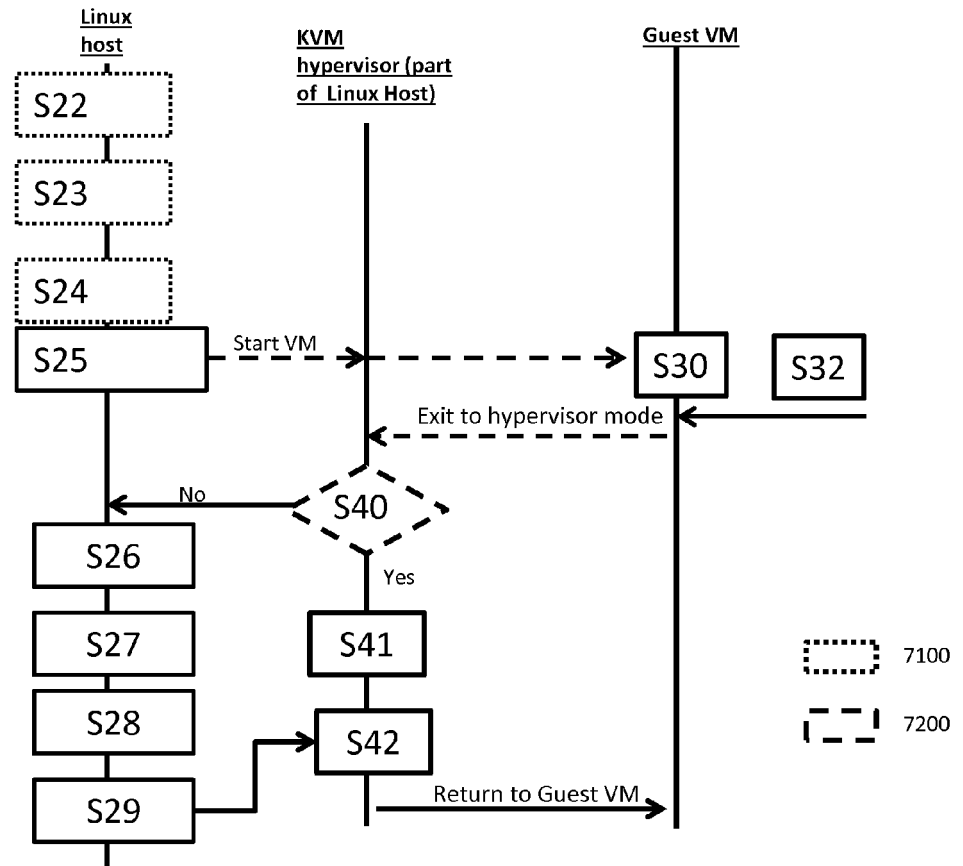 Linux
host
KVM
hypervisor (part
of Linux Host)
Guest VM
S22
S23
S24
S25
Start VM
S30
S32
Exit to hypervisor mode
No
S40
Yes
S26
S27
S41
7100
S28
S42
7200
S29
Return to Guest VM